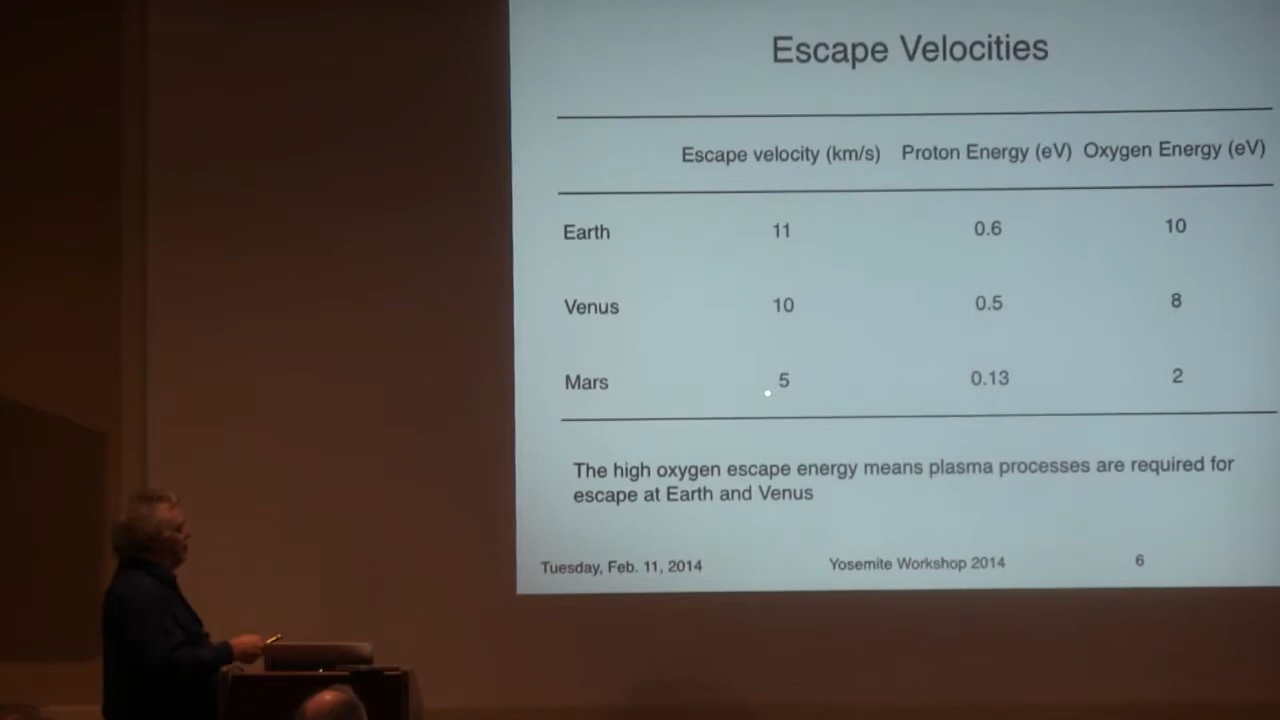 Escape Velocities
Escape velocity (km/s) Proton Energy (eV) Oxygen Energy (eV)
Earth 11 0.6 10
Venus 10 0.5 8
Mars 5 0.13 2
The high oxygen escape energy means plasma processes are required for
escape at Earth and Venus
Tuesday, Feb. 11, 2014 Yosemite Workshop 2014 6